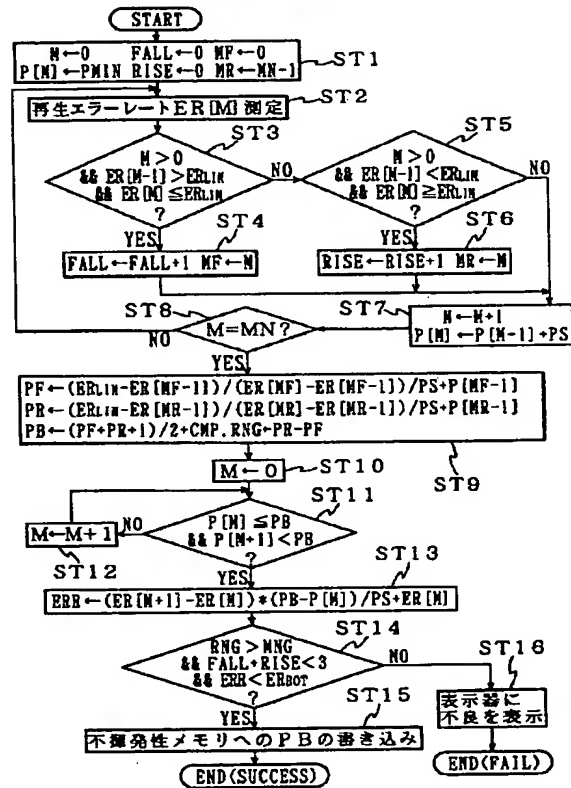 START
M←0 FALL←0 MF←0
P[M]←PMIN RISE←0 MR←MN-1
ST1
ST2
再生エラーレートER[M]測定
ST3
M>0
&& ER[M-1]>ERLIM
&& ER[M]≦ERLIM
?
NO
YES
ST5
M>0
&& ER[M-1]<ERLIM
&& ER[M]≧ERLIM
?
NO
YES
ST4
FALL←FALL+1 MF←M
ST6
RISE←RISE+1 MR←M
ST7
M←M+1
P[M]←P[M-1]+PS
ST8
M=MN?
NO
YES
PF←(ERLIM-ER[MF-1])/(ER[MF]-ER[MF-1])/PS+P[MF-1]
PR←(ERLIM-ER[MR-1])/(ER[MR]-ER[MR-1])/PS+P[MR-1]
PB←(PF+PR+1)/2+CMP.RNG←PR-PF
ST9
M←0
ST10
ST11
P[M]≦PB
&& P[M+1]<PB
?
NO
YES
M←M+1
ST12
ST13
ERR←(ER[M+1]-ER[M])*(PB-P[M])/PS+ER[M]
ST14
RNG>MNG
&& FALL+RISE<3
&& ERR<ERBOT
?
NO
YES
ST15
不揮発性メモリへのPBの書き込み
END(SUCCESS)
ST16
表示器に
不良を表示
END(FAIL)